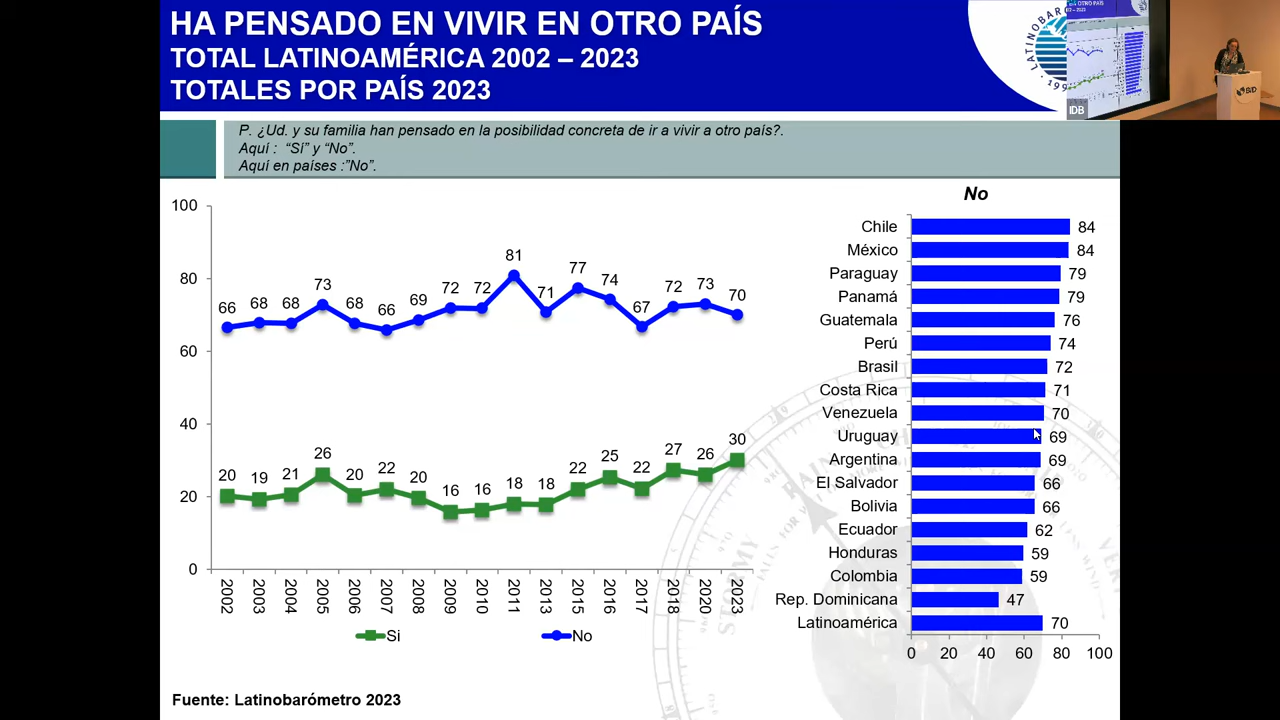 HA PENSADO EN VIVIR EN OTRO PAÍS
TOTAL LATINOAMÉRICA 2002 – 2023
TOTALES POR PAÍS 2023
IDB
BID
P. ¿Ud. y su familia han pensado en la posibilidad concreta de ir a vivir a otro país?.
Aquí : “Sí” y “No”.
Aquí en países :”No”.
100
80
60
40
20
0
66 68 68 73 68 66 69 72 72 81 71 77 74 67 72 73 70
20 19 21 26 20 22 20 16 16 18 18 22 25 22 27 26 30
2002 2003 2004 2005 2006 2007 2008 2009 2010 2011 2013 2015 2016 2017 2018 2020 2023
Si No
No
Chile 84
México 84
Paraguay 79
Panamá 79
Guatemala 76
Perú 74
Brasil 72
Costa Rica 71
Venezuela 70
Uruguay 69
Argentina 69
El Salvador 66
Bolivia 66
Ecuador 62
Honduras 59
Colombia 59
Rep. Dominicana 47
Latinoamérica 70
0 20 40 60 80 100
STORMY
Fuente: Latinobarómetro 2023